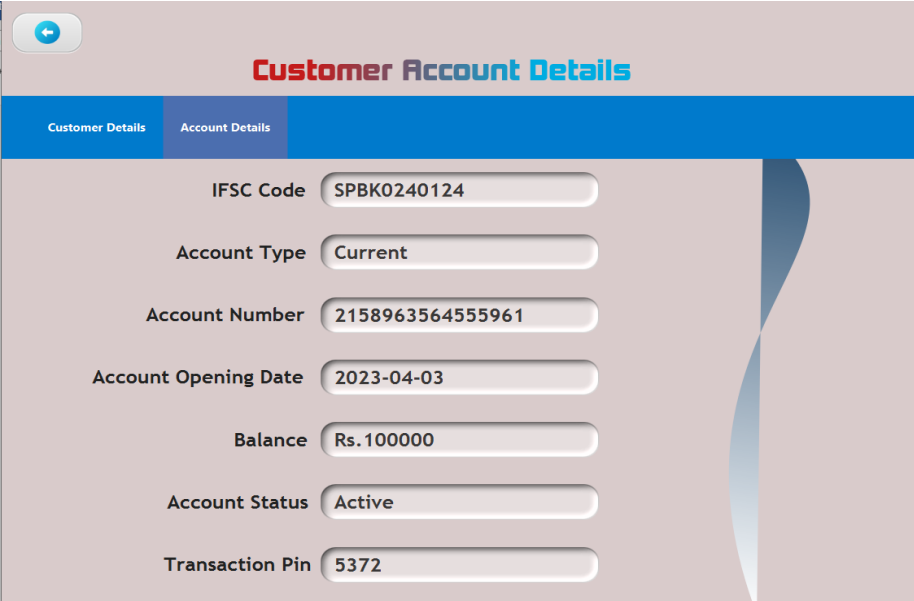 Customer Account Details
Customer Details Account Details
IFSC Code SPBK0240124
Account Type Current
Account Number 2158963564555961
Account Opening Date 2023-04-03
Balance Rs.100000
Account Status Active
Transaction Pin 5372